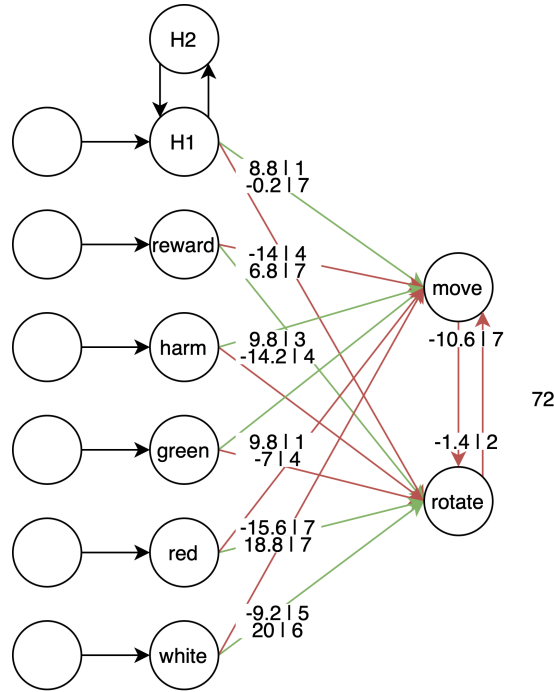 H2
H1
8.8 | 1
-0.2 | 7
reward
-14 | 4
6.8 | 7
move
harm
9.8 | 3
-14.2 | 4
-10.6 | 7
72
green
9.8 | 1
-7 | 4
-1.4 | 2
rotate
red
-15.6 | 7
18.8 | 7
white
-9.2 | 5
20 | 6